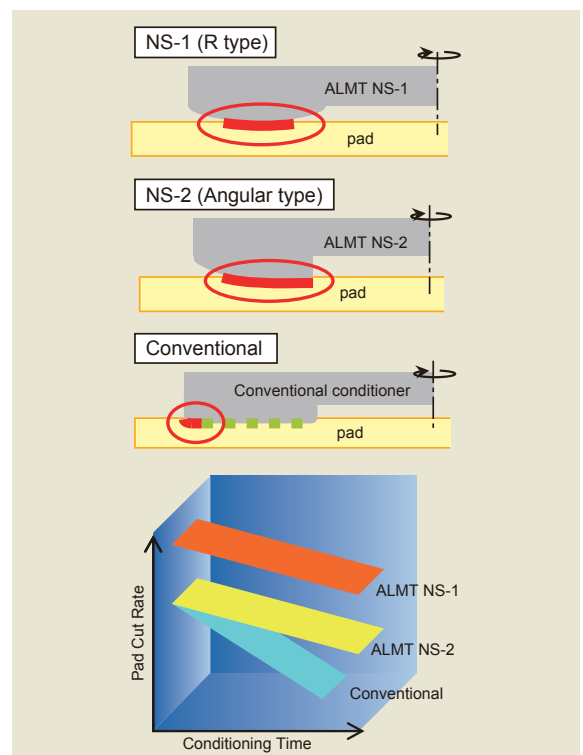 NS-1 (R type)
ALMT NS-1
pad
NS-2 (Angular type)
ALMT NS-2
pad
Conventional
Conventional conditioner
pad
Pad Cut Rate
ALMT NS-1
ALMT NS-2
Conventional
Conditioning Time